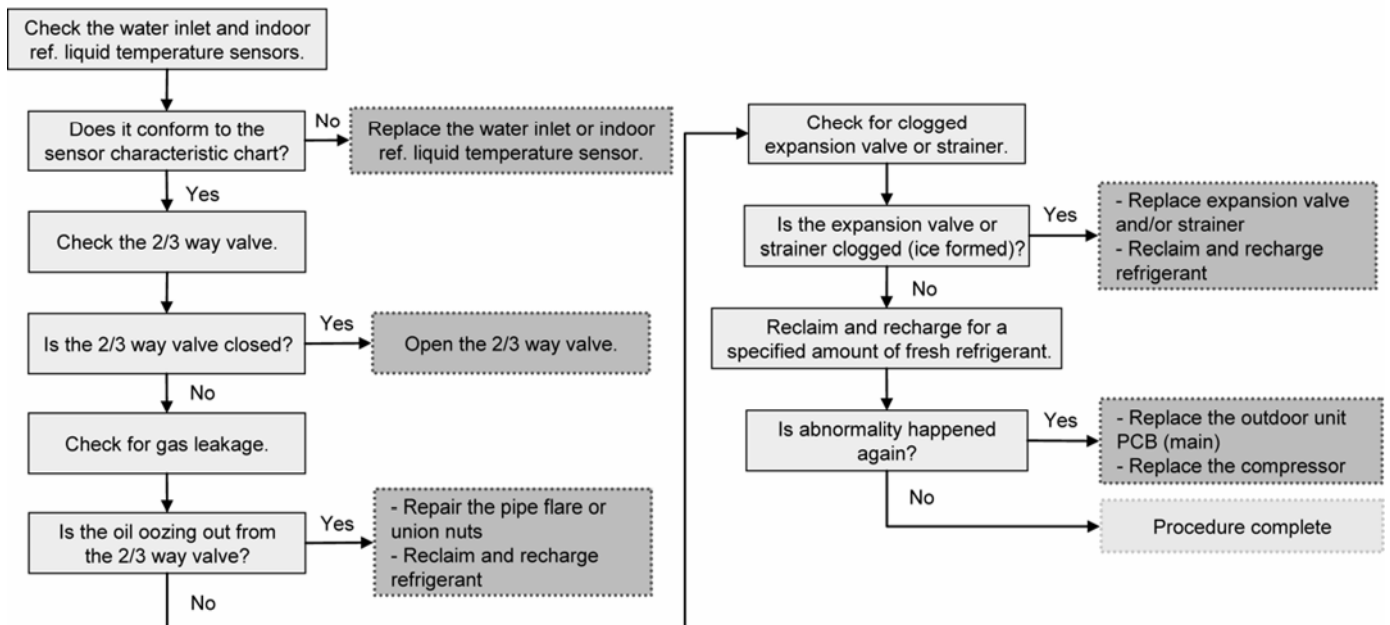 Check the water inlet and indoor
ref. liquid temperature sensors.
Does it conform to the
sensor characteristic chart?
No
Replace the water inlet or indoor
ref. liquid temperature sensor.
Yes
Check the 2/3 way valve.
Is the 2/3 way valve closed?
Yes
Open the 2/3 way valve.
No
Check for gas leakage.
Is the oil oozing out from
the 2/3 way valve?
Yes
- Repair the pipe flare or
union nuts
- Reclaim and recharge
refrigerant
No
Check for clogged
expansion valve or strainer.
Is the expansion valve or
strainer clogged (ice formed)?
Yes
- Replace expansion valve
and/or strainer
- Reclaim and recharge
refrigerant
No
Reclaim and recharge for a
specified amount of fresh refrigerant.
Is abnormality happened
again?
Yes
- Replace the outdoor unit
PCB (main)
- Replace the compressor
No
Procedure complete